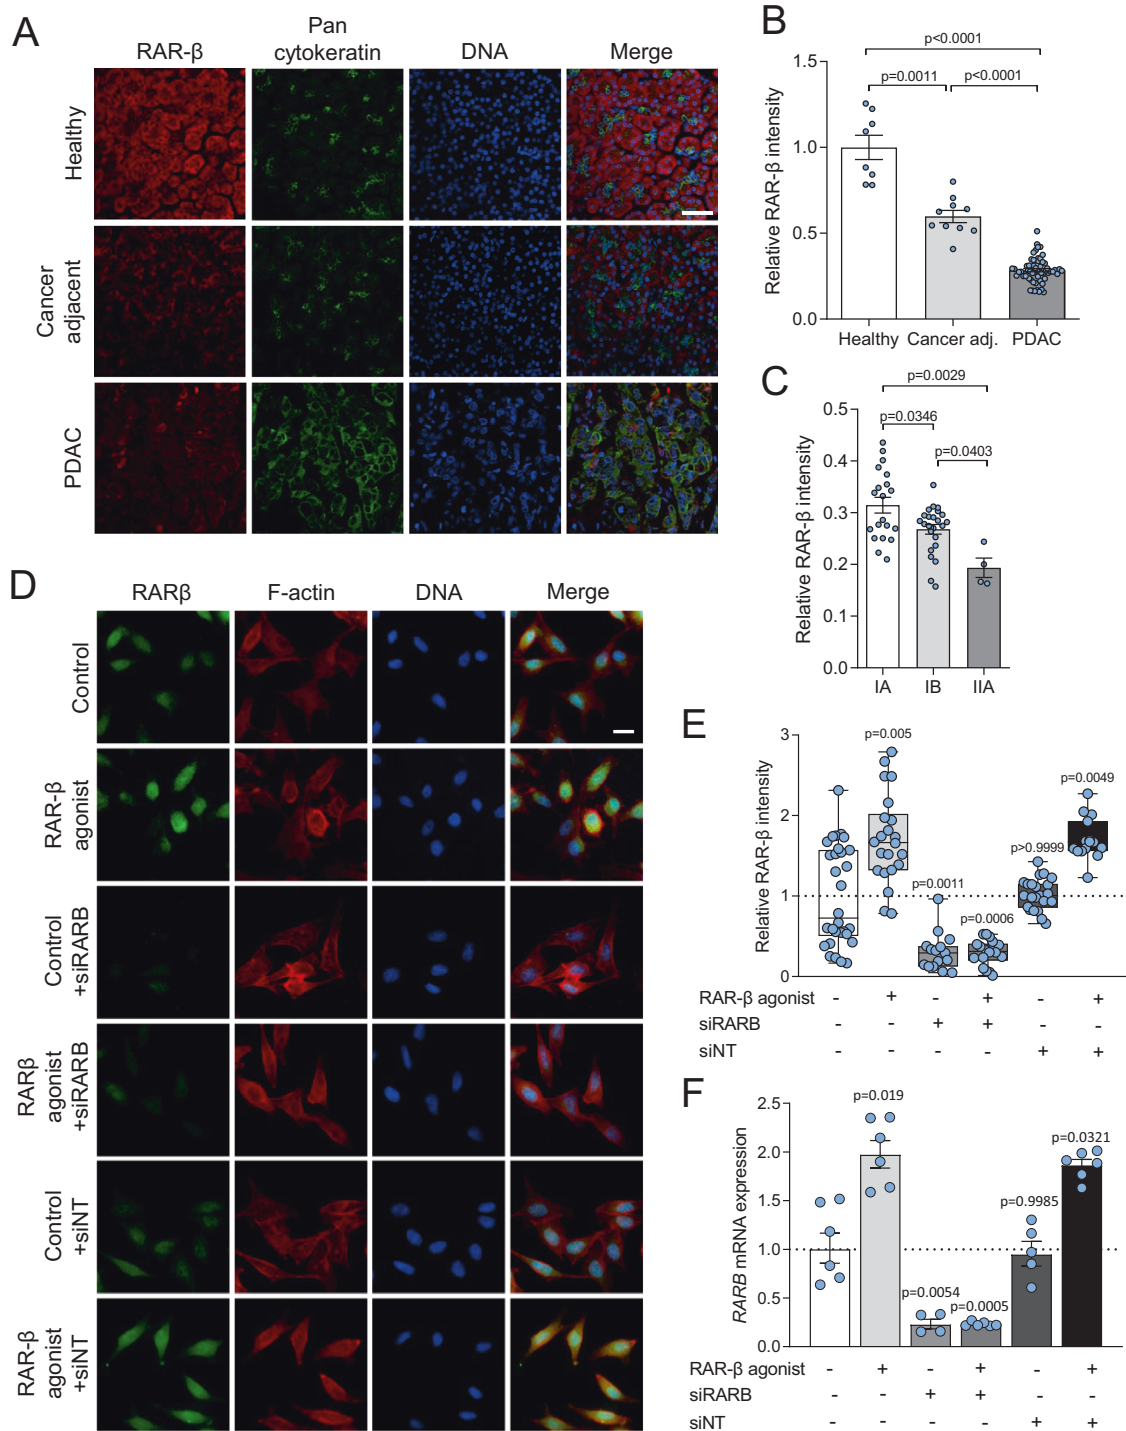 A
RAR-β
Pan
cytokeratin
DNA
Merge
Healthy
Cancer
adjacent
PDAC
B
p<0.0001
p=0.0011
p<0.0001
Relative RAR-β intensity
1.5
1.0
0.5
0.0
Healthy
Cancer adj.
PDAC
C
p=0.0029
p=0.0346
p=0.0403
Relative RAR-β intensity
0.5
0.4
0.3
0.2
0.1
0.0
IA
IB
IIA
D
RARβ
F-actin
DNA
Merge
Control
RAR-β
agonist
Control
+siRARB
RARβ
agonist
+siRARB
Control
+siNT
RAR-β
agonist
+siNT
E
Relative RAR-β intensity
3
2
1
0
p=0.005
p=0.0011
p=0.0006
p>0.9999
p=0.0049
RAR-β agonist - + - + - +
siRARB - - + + - -
siNT - - - - + +
F
RARB mRNA expression
2.5
2.0
1.5
1.0
0.5
0.0
p=0.019
p=0.0054
p=0.0005
p=0.9985
p=0.0321
RAR-β agonist - + - + - +
siRARB - - + + - -
siNT - - - - + +